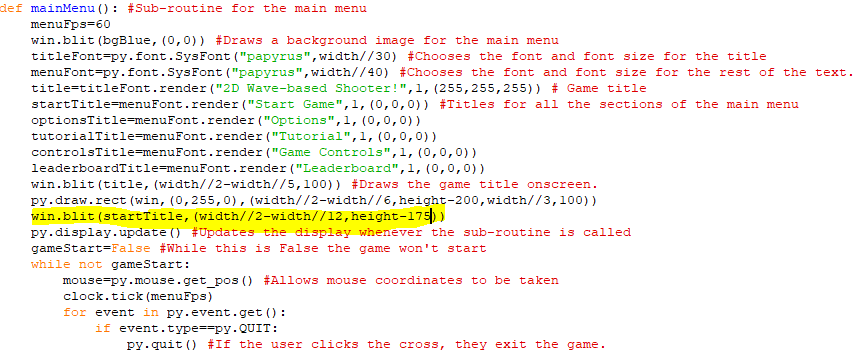 def mainMenu(): #Sub-routine for the main menu
    menuFps=60
    win.blit(bgBlue,(0,0)) #Draws a background image for the main menu
    titleFont=py.font.SysFont("papyrus",width//30) #Chooses the font and font size for the title
    menuFont=py.font.SysFont("papyrus",width//40) #Chooses the font and font size for the rest of the text.
    title=titleFont.render("2D Wave-based Shooter!",1,(255,255,255)) # Game title
    startTitle=menuFont.render("Start Game",1,(0,0,0)) #Titles for all the sections of the main menu
    optionsTitle=menuFont.render("Options",1,(0,0,0))
    tutorialTitle=menuFont.render("Tutorial",1,(0,0,0))
    controlsTitle=menuFont.render("Game Controls",1,(0,0,0))
    leaderboardTitle=menuFont.render("Leaderboard",1,(0,0,0))
    win.blit(title,(width//2-width//5,100)) #Draws the game title onscreen.
    py.draw.rect(win,(0,255,0),(width//2-width//6,height-200,width//3,100))
    win.blit(startTitle,(width//2-width//12,height-175))
    py.display.update() #Updates the display whenever the sub-routine is called
    gameStart=False #While this is False the game won't start
    while not gameStart:
        mouse=py.mouse.get_pos() #Allows mouse coordinates to be taken
        clock.tick(menuFps)
        for event in py.event.get():
            if event.type==py.QUIT:
                py.quit() #If the user clicks the cross, they exit the game.